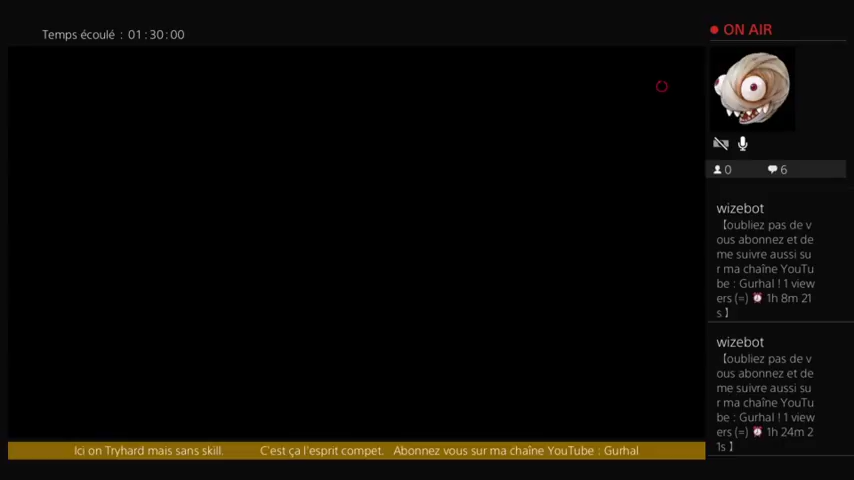 Temps écoulé : 01:30:00
ON AIR
0 6
wizebot
【oubliez pas de v
ous abonnez et de
me suivre aussi su
r ma chaîne YouTu
be : Gurhal ! 1 view
ers (=) ⏰ 1h 8m 21
s】
wizebot
【oubliez pas de v
ous abonnez et de
me suivre aussi su
r ma chaîne YouTu
be : Gurhal ! 1 view
ers (=) ⏰ 1h 24m 2
1s】
Ici on Tryhard mais sans skill. C'est ça l'esprit compet. Abonnez vous sur ma chaîne YouTube : Gurhal